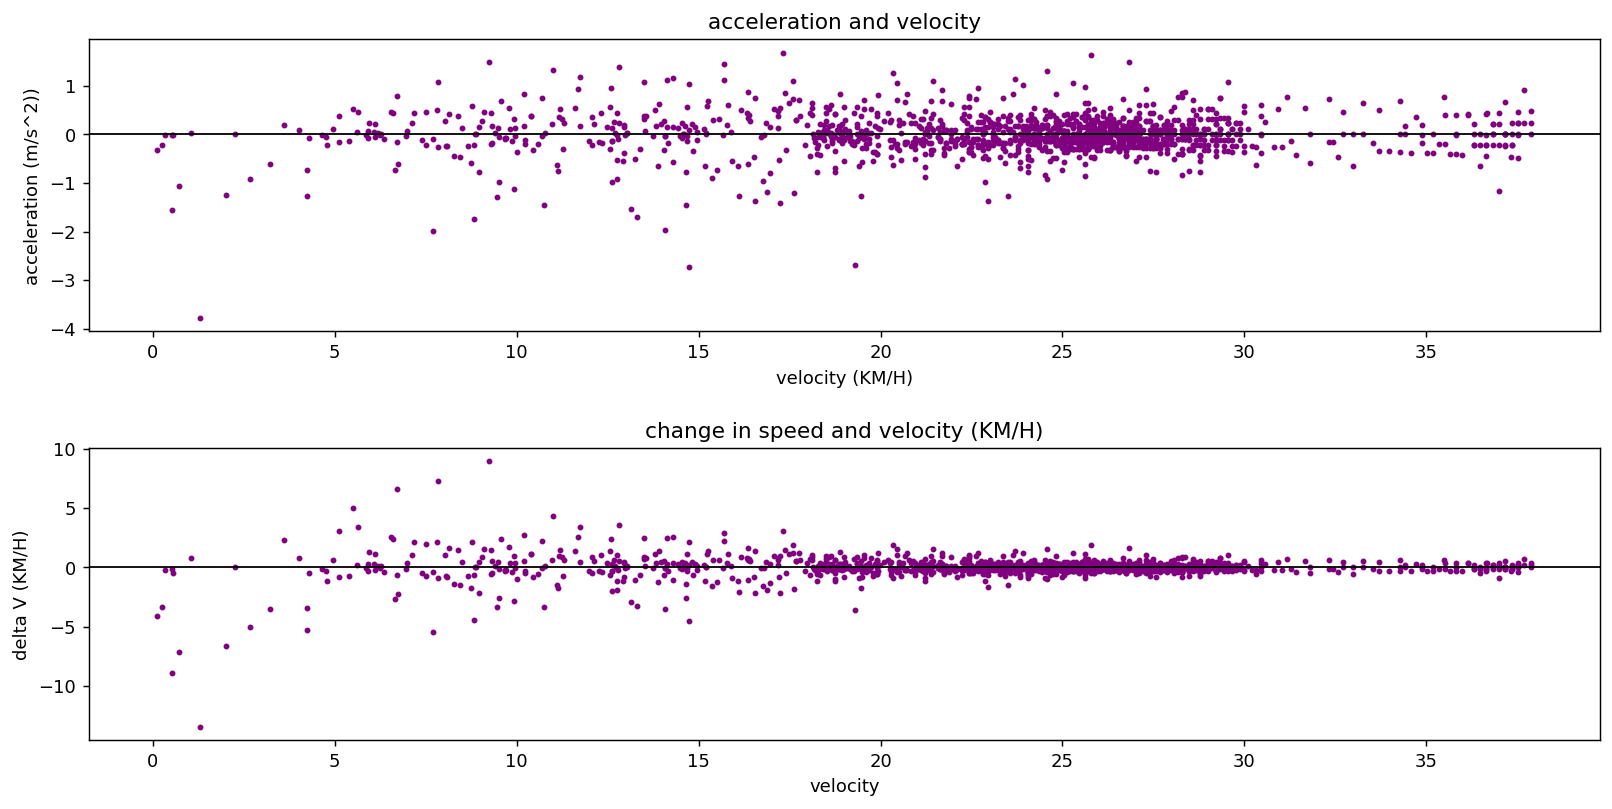 acceleration and velocity
acceleration (m/s^2))
1
0
−1
−2
−3
−4
0 5 10 15 20 25 30 35
velocity (KM/H)
change in speed and velocity (KM/H)
delta V (KM/H)
10
5
0
−5
−10
0 5 10 15 20 25 30 35
velocity